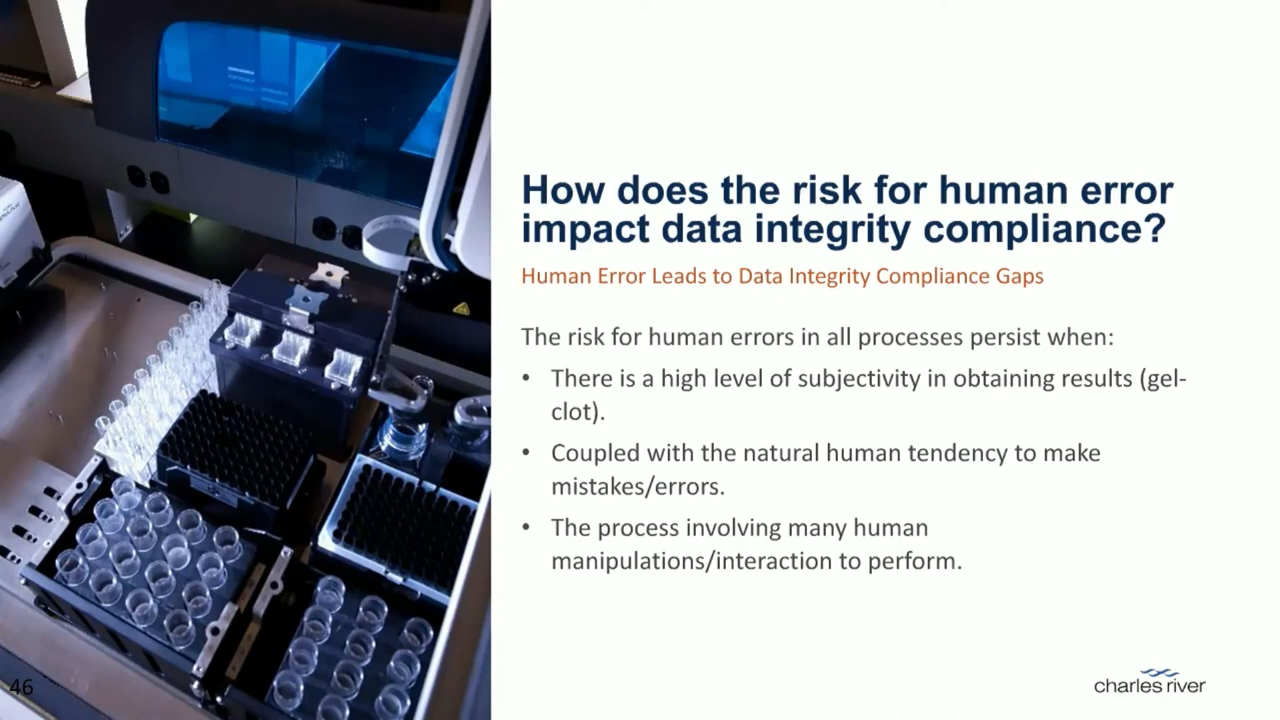 How does the risk for human error
impact data integrity compliance?
Human Error Leads to Data Integrity Compliance Gaps
The risk for human errors in all processes persist when:
• There is a high level of subjectivity in obtaining results (gel-
clot).
• Coupled with the natural human tendency to make
mistakes/errors.
• The process involving many human
manipulations/interaction to perform.
46
charles river